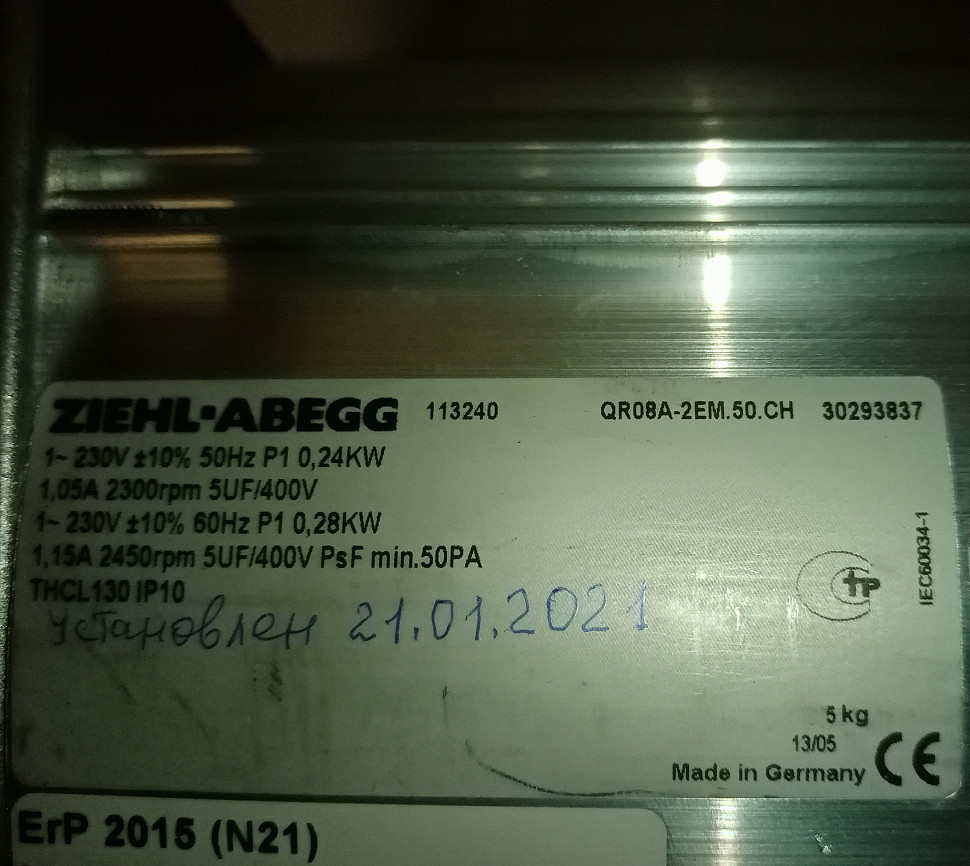 ZIEHL-ABEGG 113240 QR08A-2EM.50.CH 30293837
1~ 230V ±10% 50Hz P1 0,24KW
1,05A 2300rpm 5UF/400V
1~ 230V ±10% 60Hz P1 0,28KW
1,15A 2450rpm 5UF/400V PsF min.50PA
THCL130 IP10
Установлен 21.01.2021
IEC60034-1
5 kg
13/05
Made in Germany CE
ErP 2015 (N21)